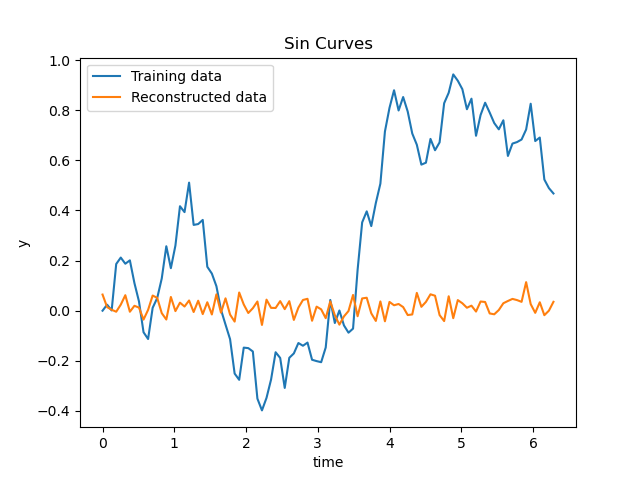 Sin Curves
Training data
Reconstructed data
y
1.0
0.8
0.6
0.4
0.2
0.0
−0.2
−0.4
0 1 2 3 4 5 6
time